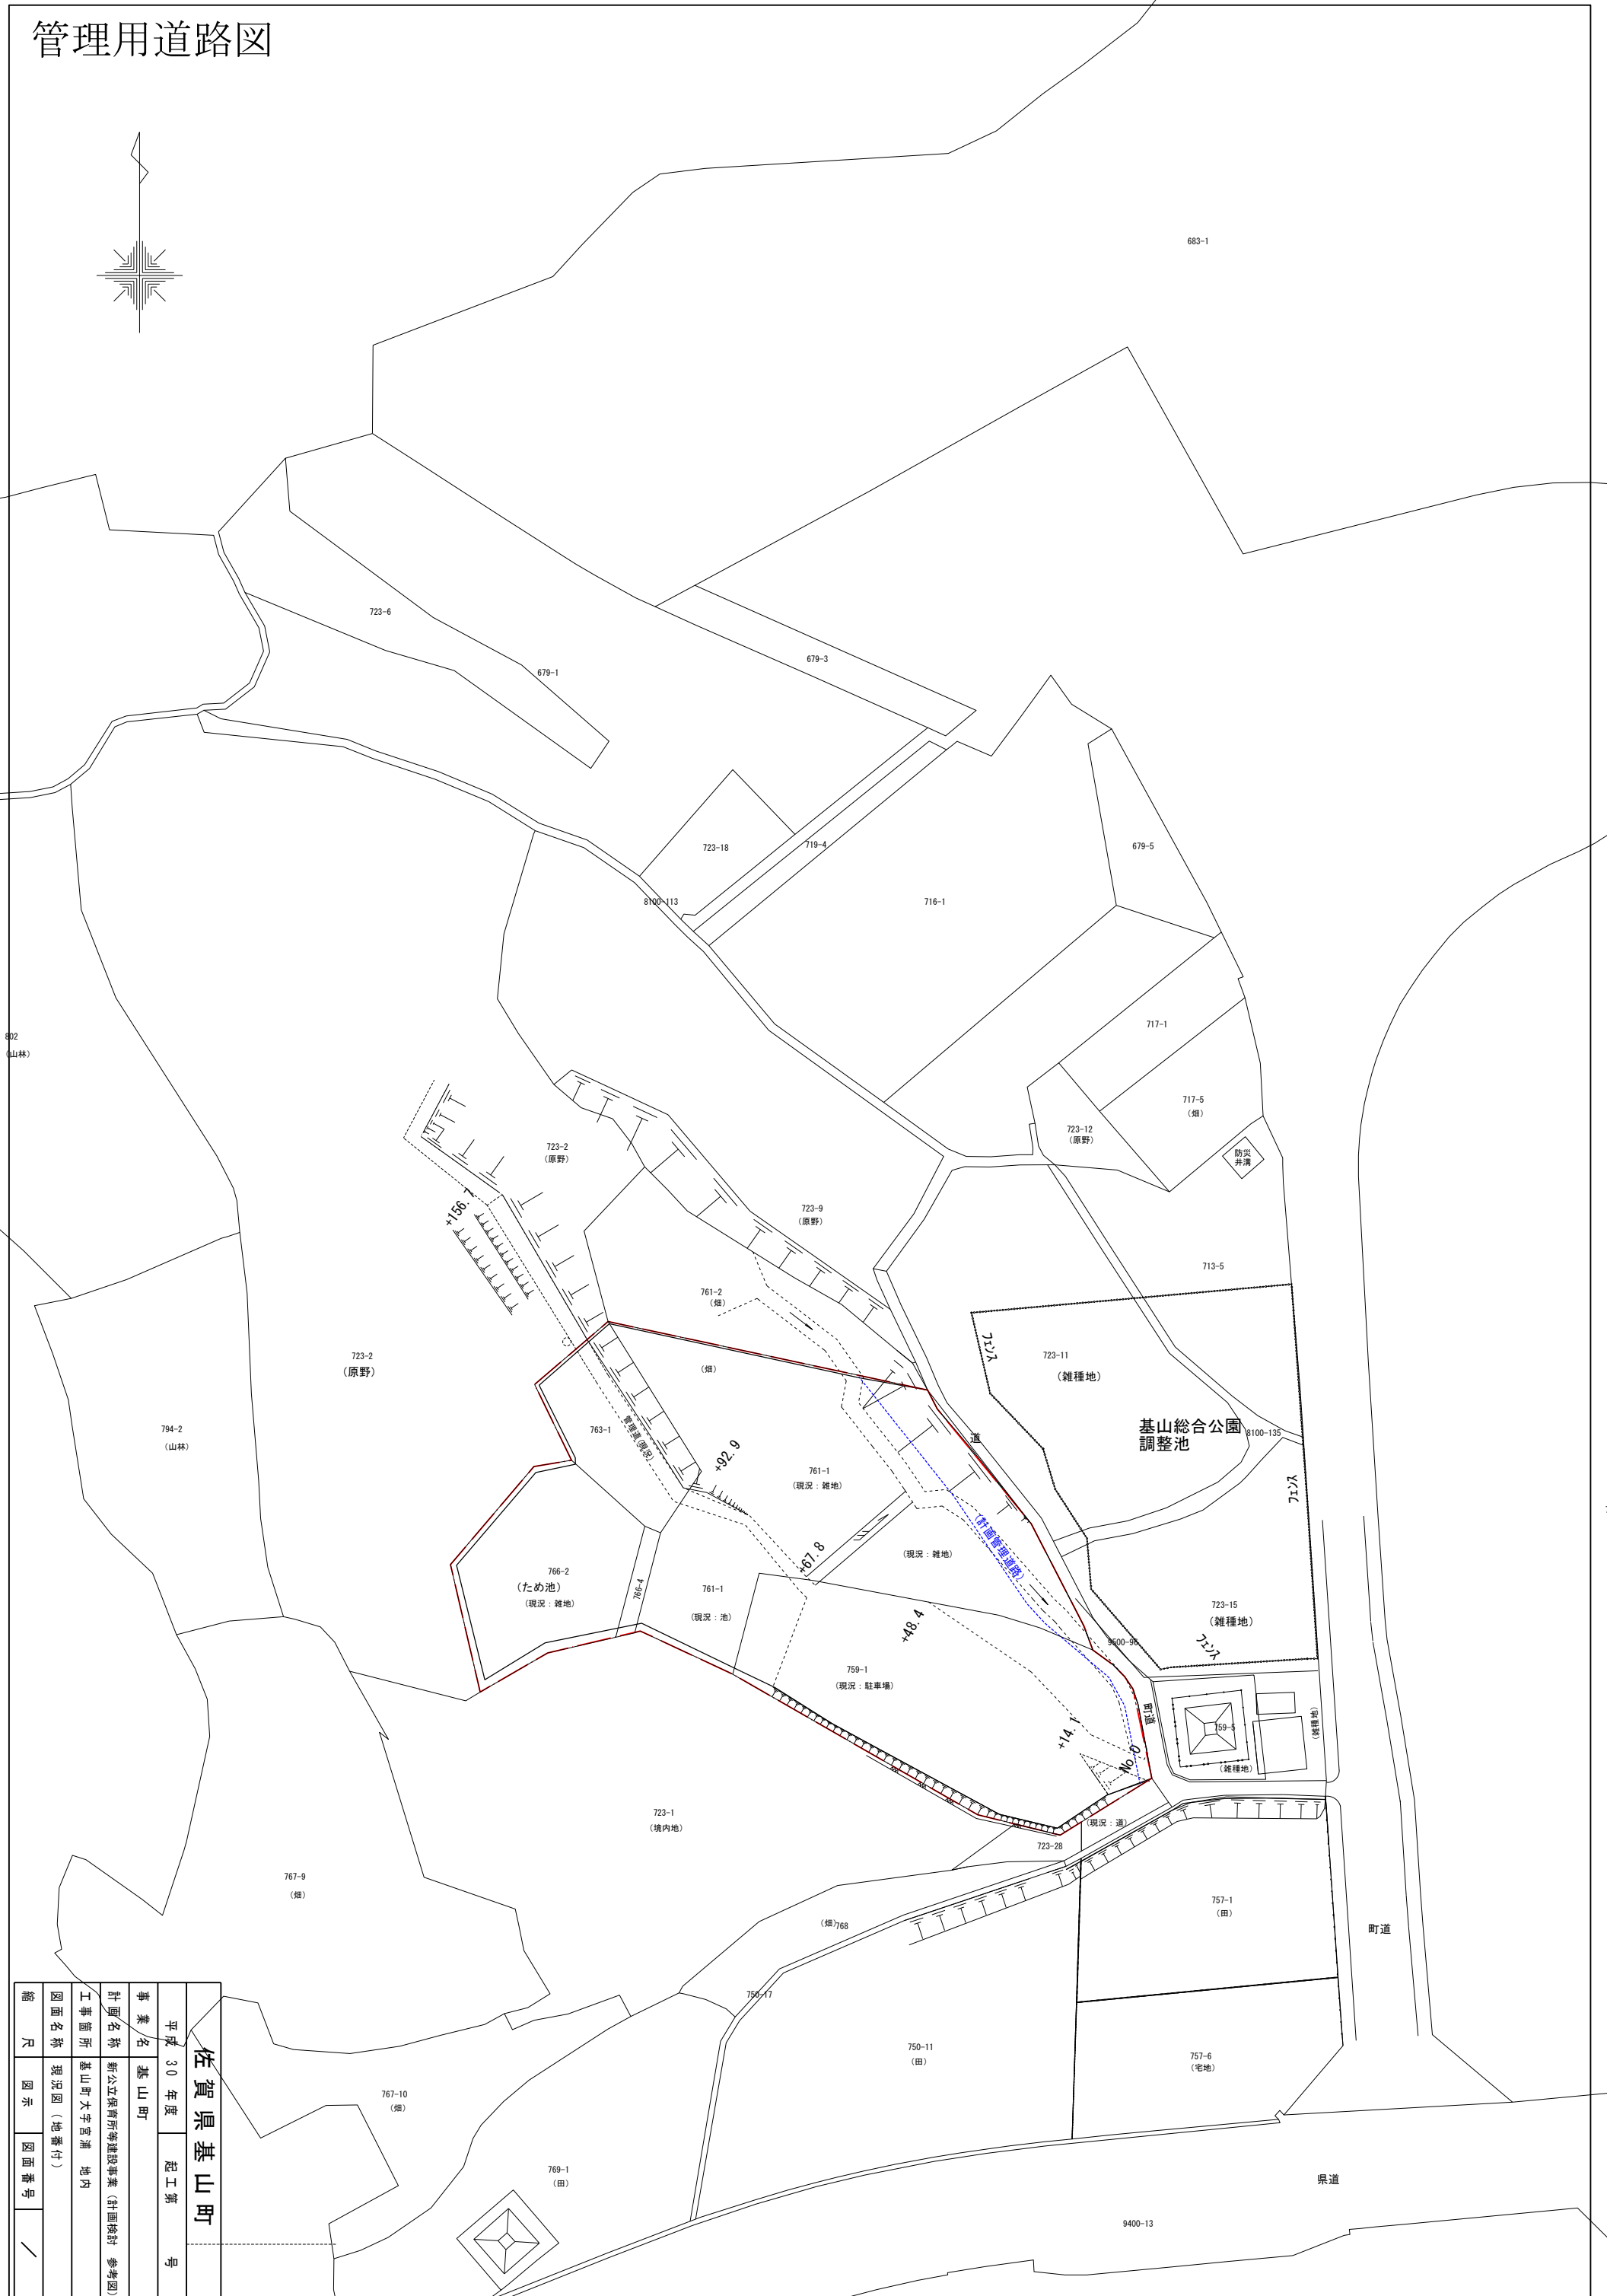 管理用道路図
683-1
723-6
679-1
679-3
723-18
719-4
679-5
8100-113
716-1
802
(山林)
717-1
717-5
(畑)
723-12
(原野)
防災
井溝
723-2
(原野)
+156.7
723-9
(原野)
713-5
761-2
(畑)
フェンス
723-2
(原野)
(畑)
723-11
(雑種地)
基山総合公園
調整池
8100-135
794-2
(山林)
763-1
管理道(現況)
道
+92.9
761-1
(現況：雑地)
フェンス
(計画管理道路)
+67.8
(現況：雑地)
766-2
(ため池)
(現況：雑地)
766-4
761-1
(現況：池)
723-15
(雑種地)
+48.4
9500-96
フェンス
759-1
(現況：駐車場)
町道
759-5
(雑種地)
(雑種地)
+14.1
No.0
723-1
(境内地)
(現況：道)
723-28
767-9
(畑)
757-1
(田)
(畑)
768
町道
750-17
750-11
(田)
757-6
(宅地)
767-10
(畑)
769-1
(田)
県道
9400-13
佐賀県基山町
平成 30 年度 起工第 号
事業名 基山町
計画名称 新公立保育所等建設事業（計画検討 参考図）
工事箇所 基山町大字宮浦 地内
図面名称 現況図（地番付）
縮尺 図示 図面番号 /